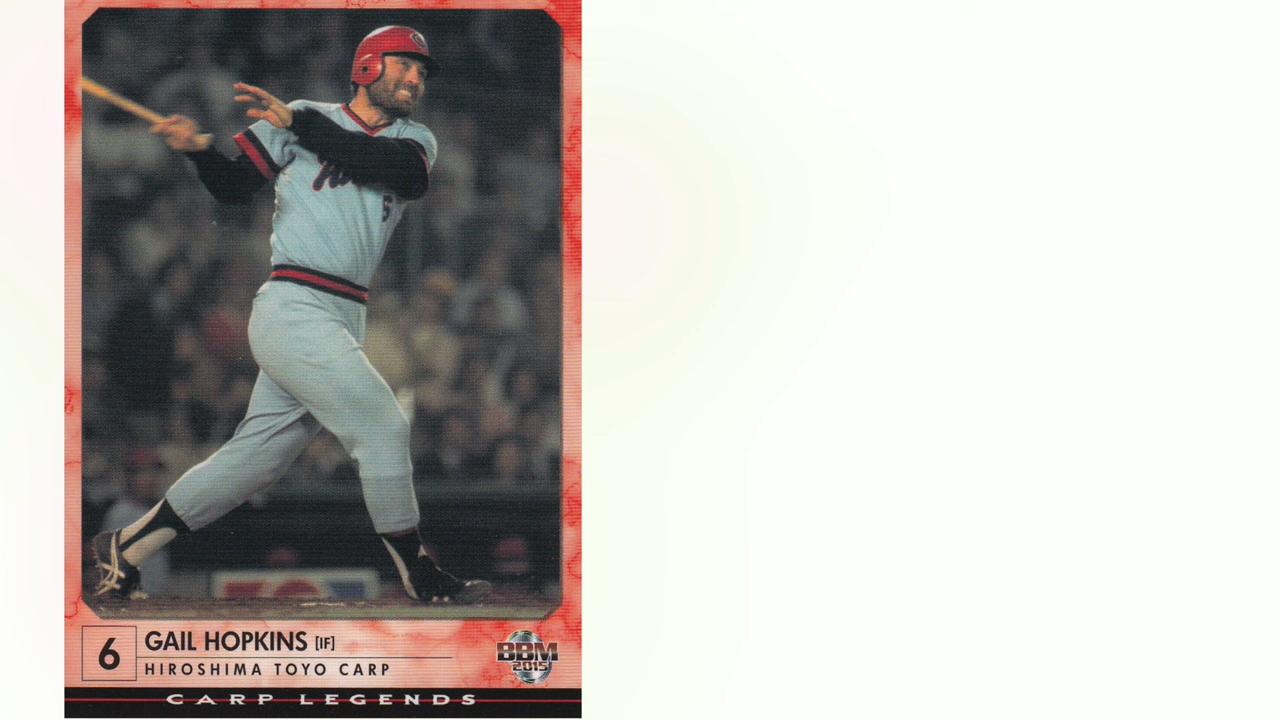 6
GAIL HOPKINS [IF]
HIROSHIMA TOYO CARP
BBM
2015
CARP LEGENDS